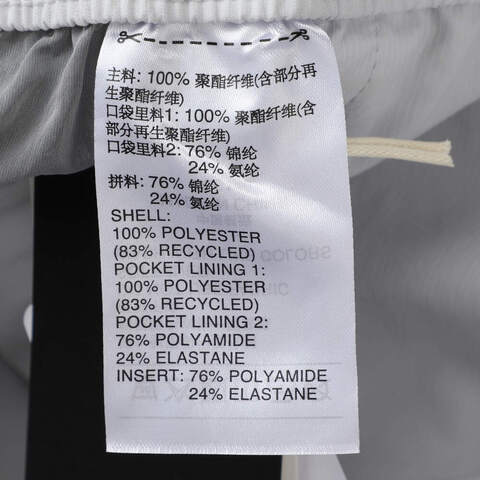 主料: 100% 聚酯纤维(含部分再
生聚酯纤维)
口袋里料1: 100% 聚酯纤维(含
部分再生聚酯纤维)
口袋里料2: 76% 锦纶
24% 氨纶
拼料: 76% 锦纶
24% 氨纶
SHELL:
100% POLYESTER
(83% RECYCLED)
POCKET LINING 1:
100% POLYESTER
(83% RECYCLED)
POCKET LINING 2:
76% POLYAMIDE
24% ELASTANE
INSERT: 76% POLYAMIDE
24% ELASTANE